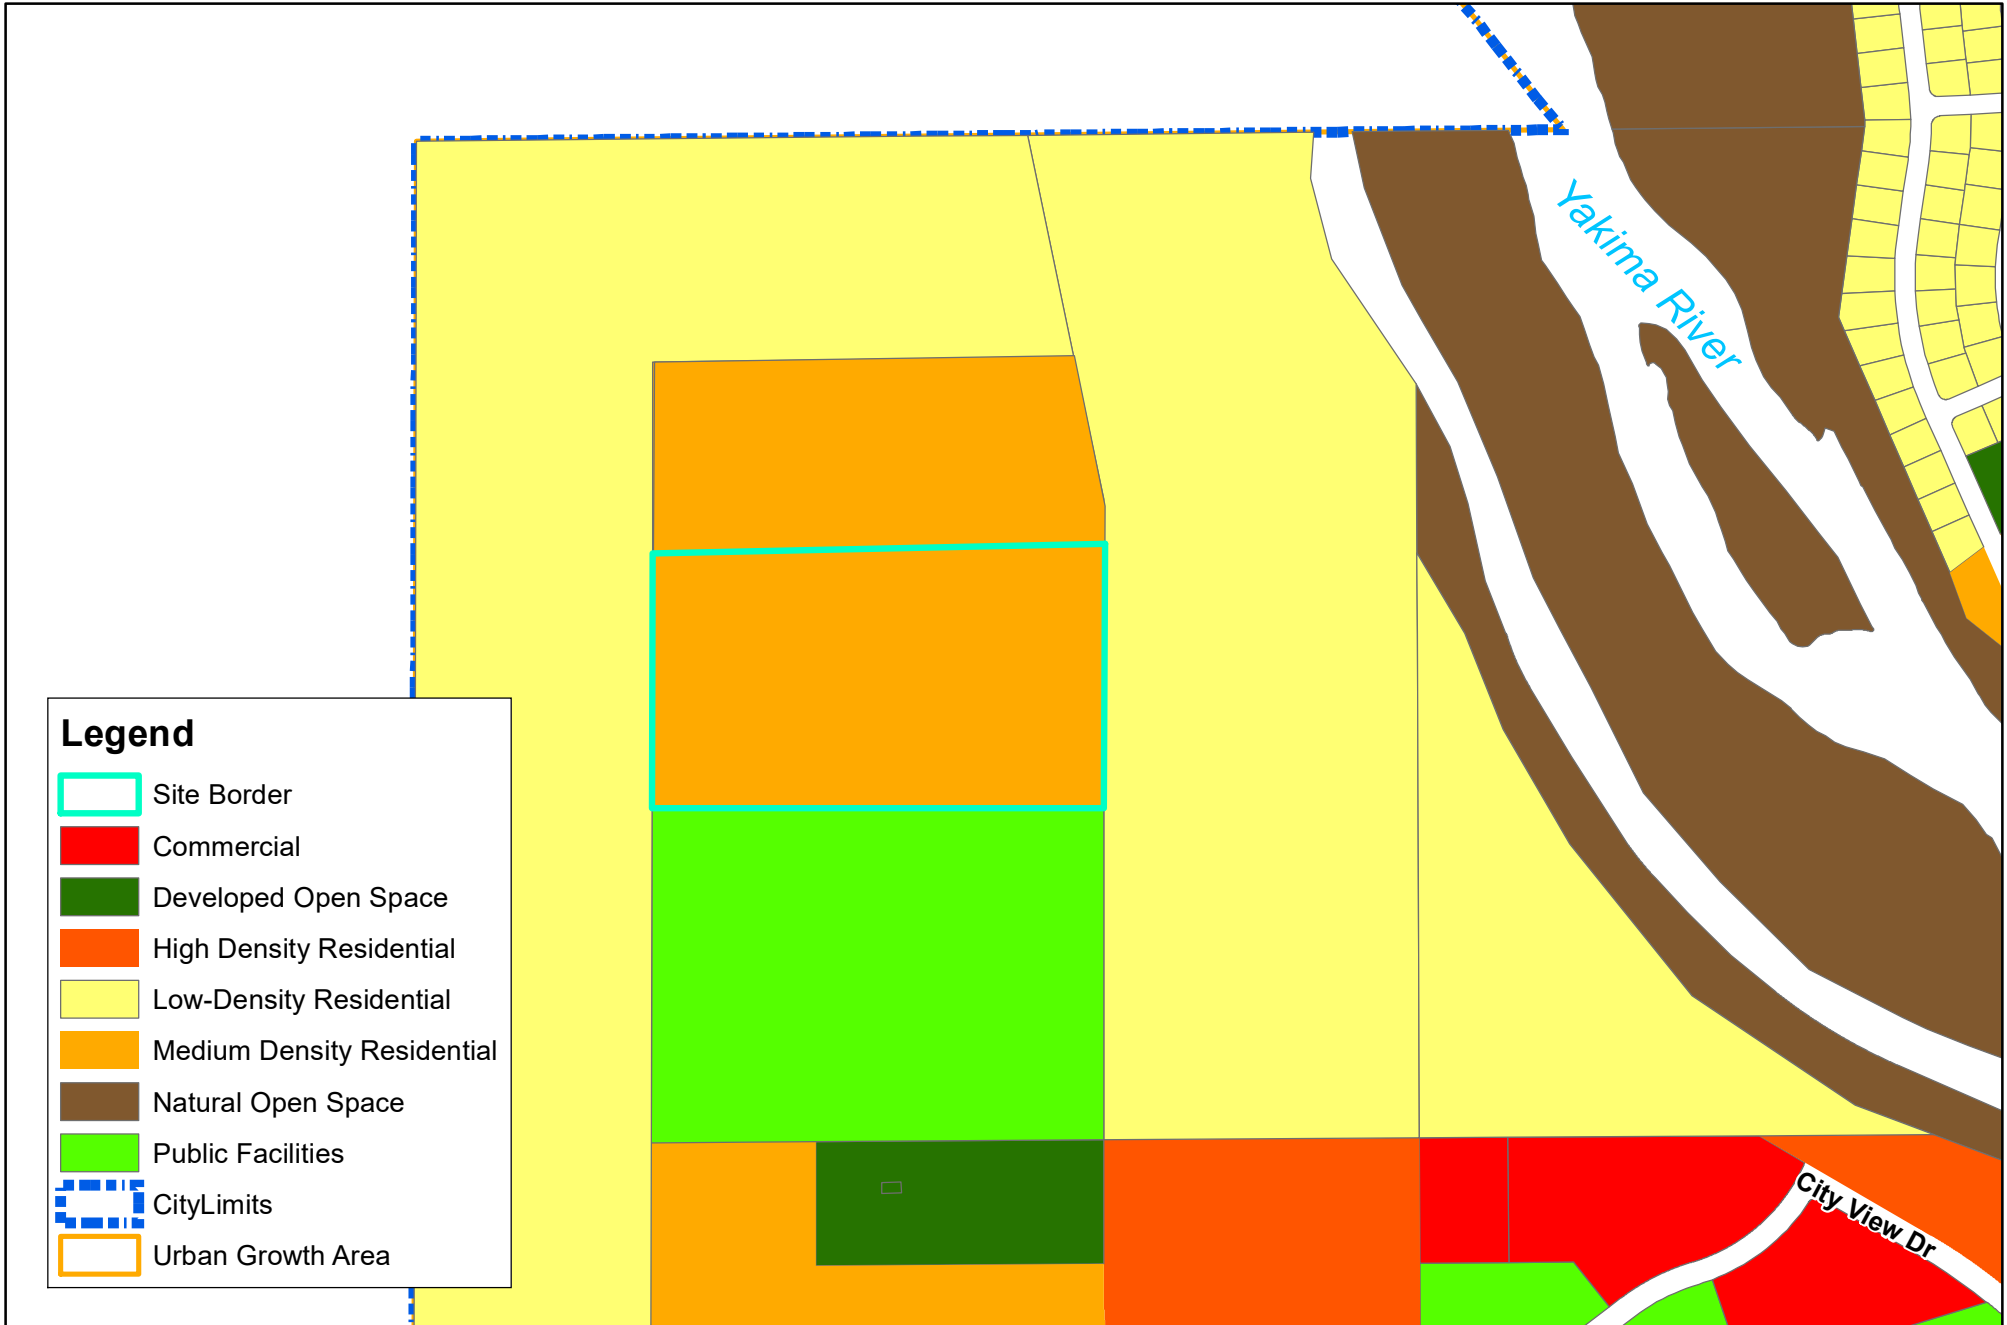 Yakima River
Legend
Site Border
Commercial
Developed Open Space
High Density Residential
Low-Density Residential
Medium Density Residential
Natural Open Space
Public Facilities
CityLimits
Urban Growth Area
City View Dr